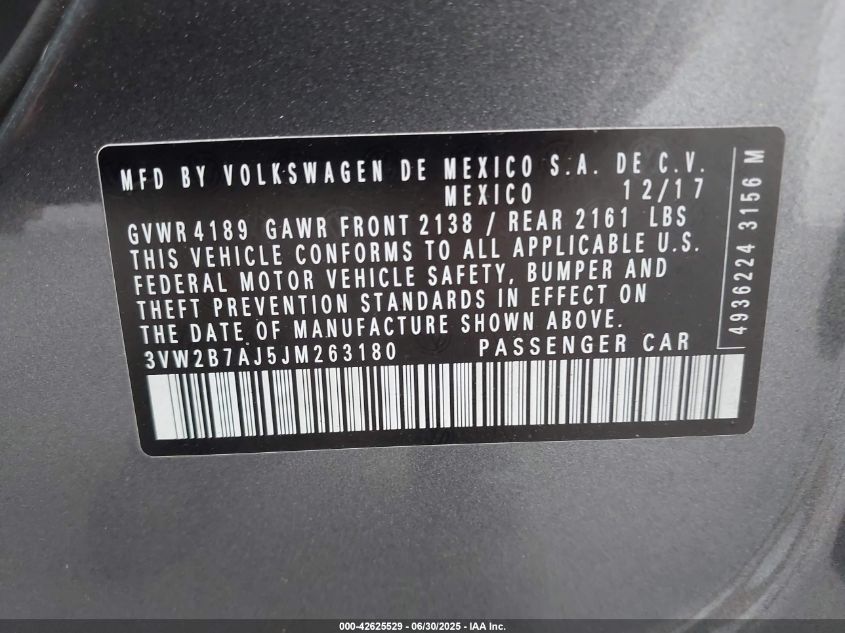 MFD BY VOLKSWAGEN DE MEXICO S.A. DE C.V.
MEXICO 12/17
GVWR 4189 GAWR FRONT 2138 / REAR 2161 LBS
THIS VEHICLE CONFORMS TO ALL APPLICABLE U.S.
FEDERAL MOTOR VEHICLE SAFETY, BUMPER AND
THEFT PREVENTION STANDARDS IN EFFECT ON
THE DATE OF MANUFACTURE SHOWN ABOVE.
3VW2B7AJ5JM263180 PASSENGER CAR
4936224 3156 M
000-42625529 - 06/30/2025 - IAA Inc.